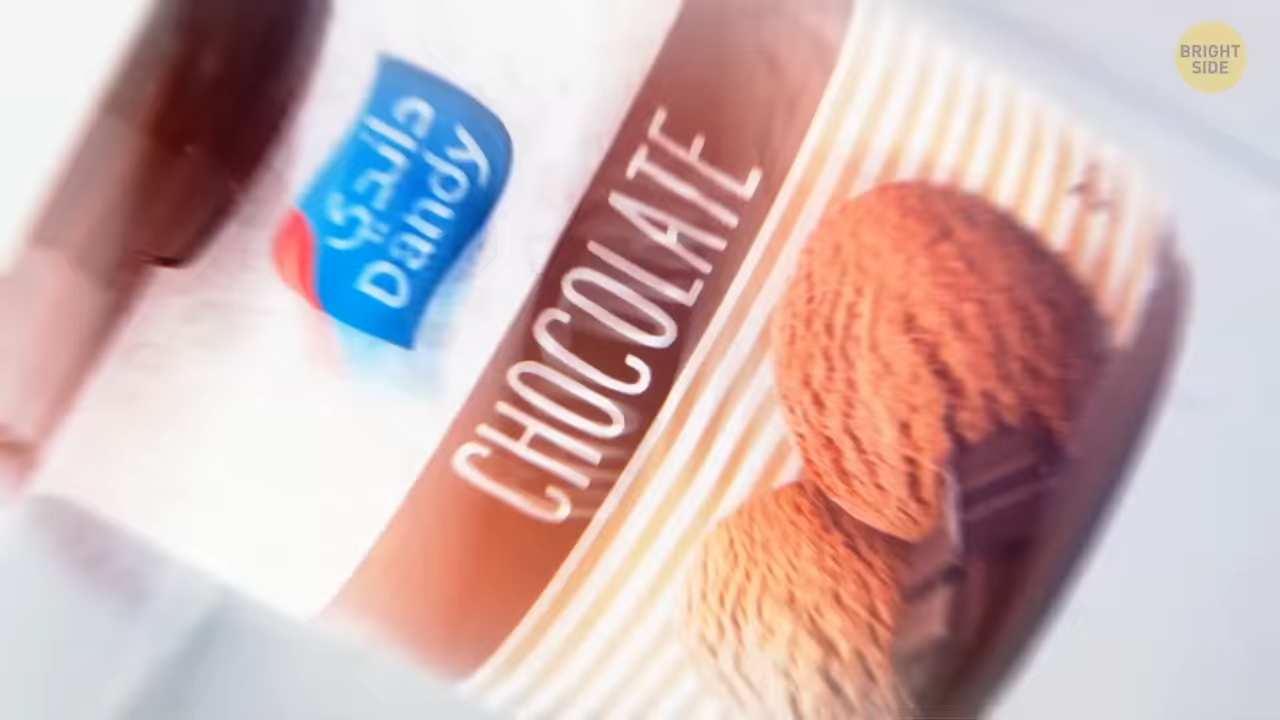 داندي
Dandy
CHOCOLATE
BRIGHT
SIDE